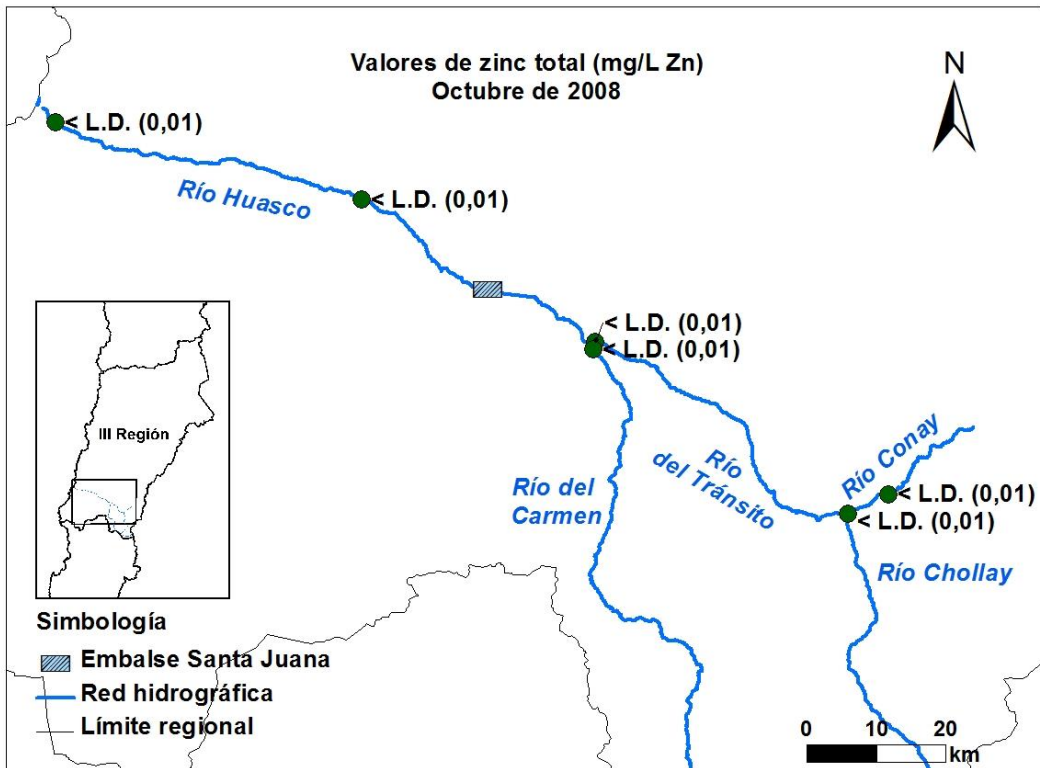 Valores de zinc total (mg/L Zn)
Octubre de 2008
N
< L.D. (0,01)
Río Huasco
< L.D. (0,01)
< L.D. (0,01)
< L.D. (0,01)
III Región
Río del
Carmen
Río
del Tránsito
Río Conay
< L.D. (0,01)
< L.D. (0,01)
Río Chollay
Simbología
Embalse Santa Juana
Red hidrográfica
Límite regional
0 10 20
km